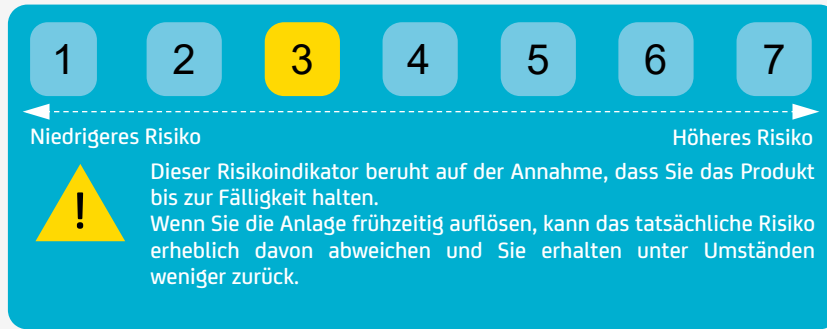 1 2 3 4 5 6 7
Niedrigeres Risiko Höheres Risiko
!
Dieser Risikoindikator beruht auf der Annahme, dass Sie das Produkt
bis zur Fälligkeit halten.
Wenn Sie die Anlage frühzeitig auflösen, kann das tatsächliche Risiko
erheblich davon abweichen und Sie erhalten unter Umständen
weniger zurück.